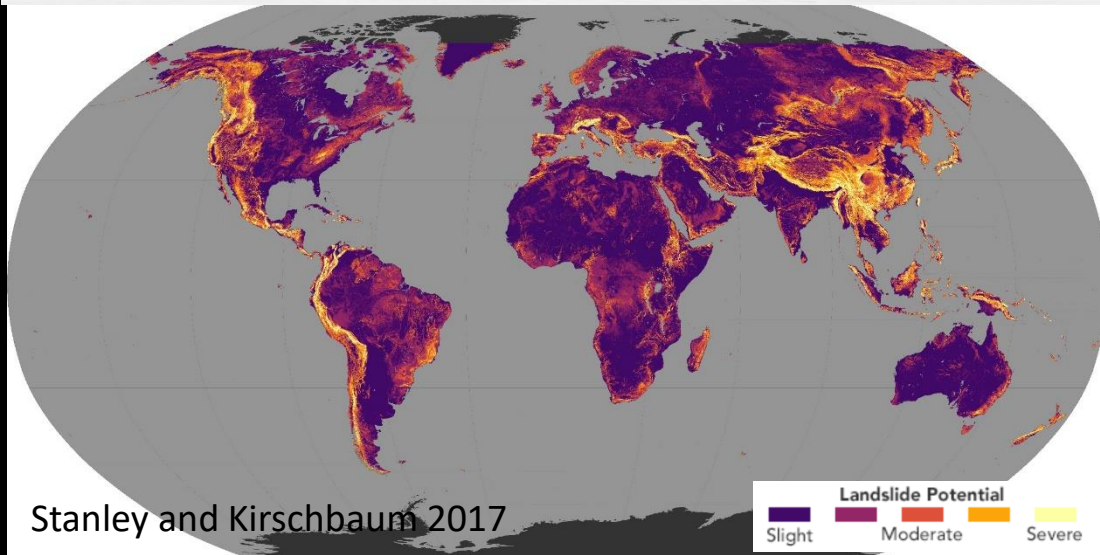 Stanley and Kirschbaum 2017
Landslide Potential
Slight Moderate Severe